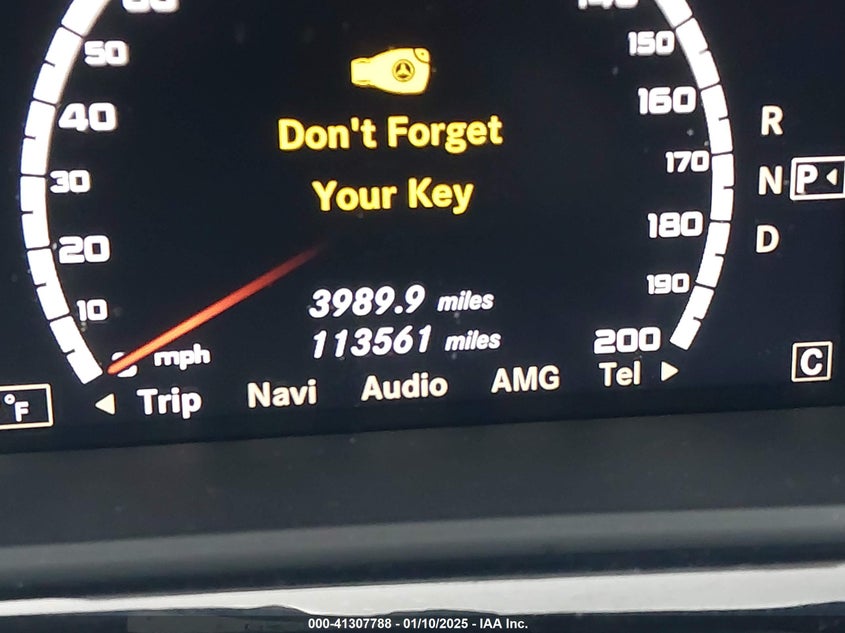 50
40
30
20
10
mph
150
160
170
180
190
200
Don't Forget
Your Key
3989.9 miles
113561 miles
Trip Navi Audio AMG Tel
R
N P
D
C
°F
000-41307788 - 01/10/2025 - IAA Inc.